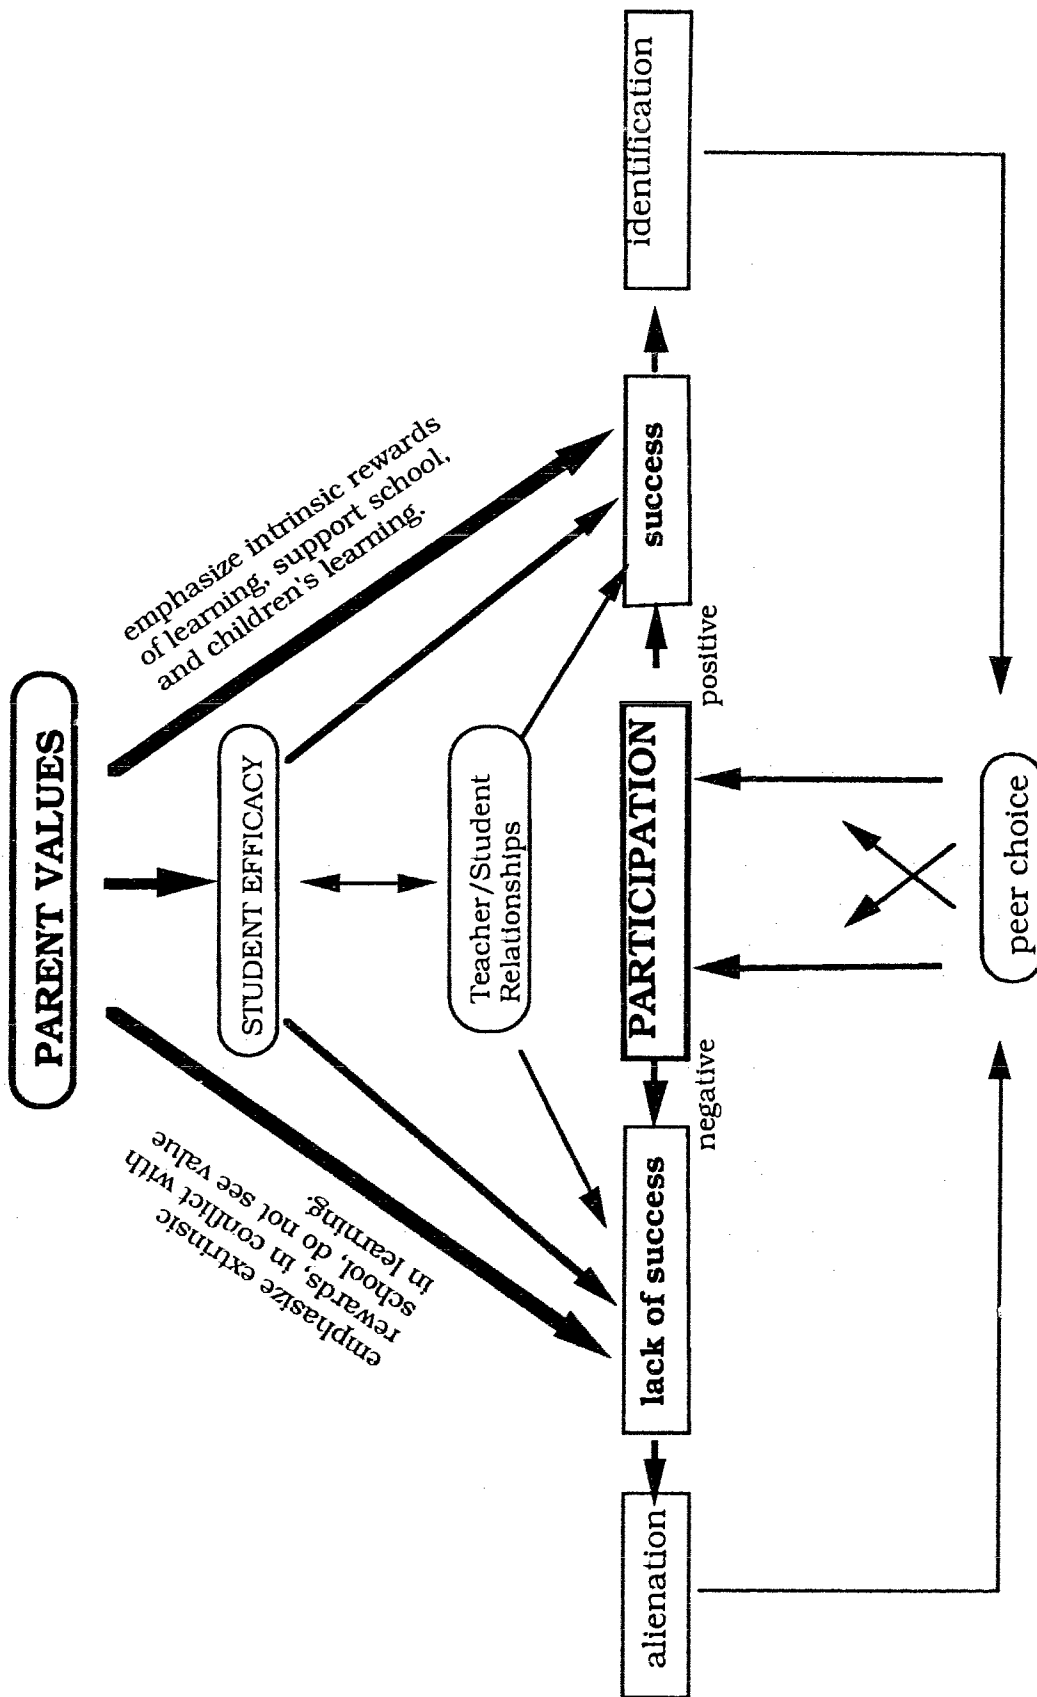 PARENT VALUES
emphasize extrinsic
rewards, in conflict with
school, do not see value
in learning.
emphasize intrinsic rewards
of learning, support school,
and children's learning.
STUDENT EFFICACY
Teacher/Student
Relationships
alienation
lack of success
PARTICIPATION
success
identification
negative
positive
peer choice